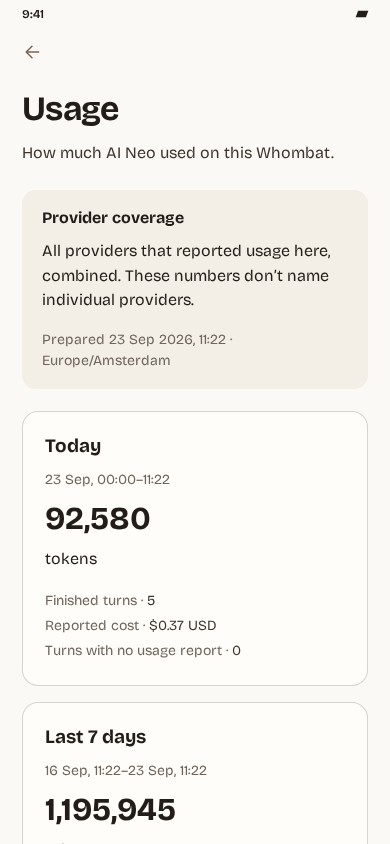 9:41
Usage
How much AI Neo used on this Whombat.
Provider coverage
All providers that reported usage here,
combined. These numbers don’t name
individual providers.
Prepared 23 Sep 2026, 11:22 ·
Europe/Amsterdam
Today
23 Sep, 00:00–11:22
92,580
tokens
Finished turns · 5
Reported cost · $0.37 USD
Turns with no usage report · 0
Last 7 days
16 Sep, 11:22–23 Sep, 11:22
1,195,945